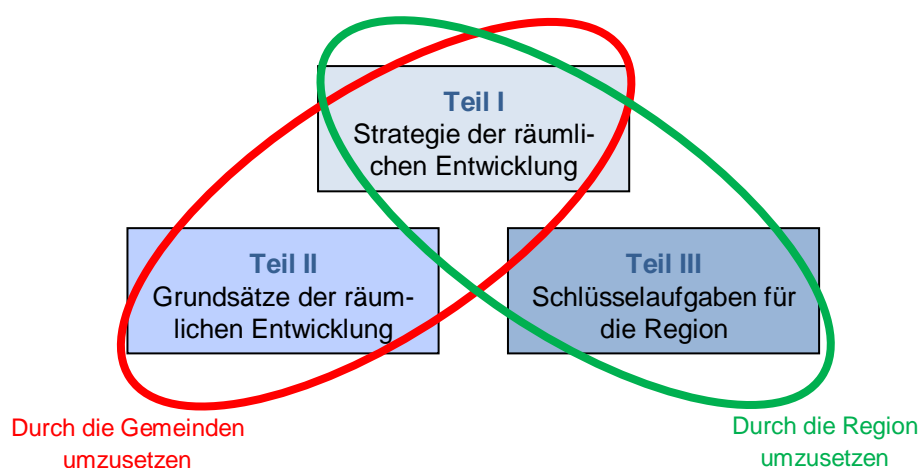 Teil I
Strategie der räumli-
chen Entwicklung
Teil II
Grundsätze der räum-
lichen Entwicklung
Teil III
Schlüsselaufgaben für
die Region
Durch die Gemeinden
umzusetzen
Durch die Region
umzusetzen